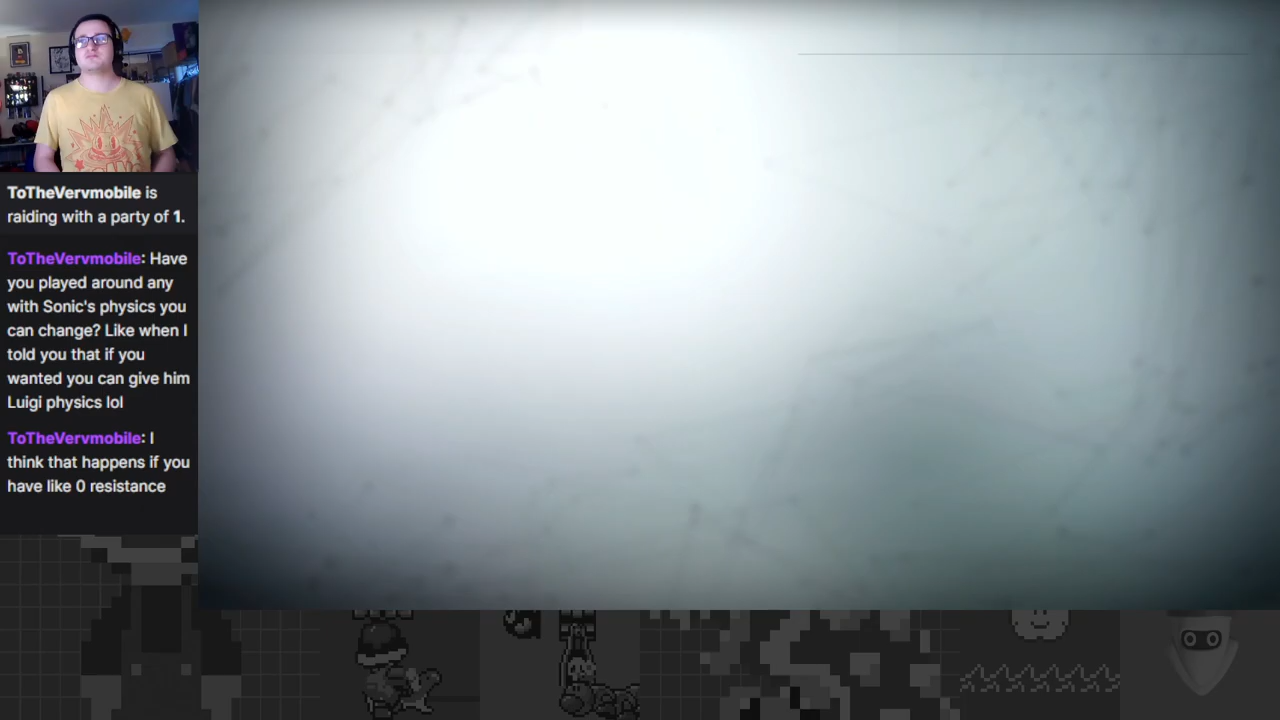 ToTheVervmobile is
raiding with a party of 1.
ToTheVervmobile: Have
you played around any
with Sonic's physics you
can change? Like when I
told you that if you
wanted you can give him
Luigi physics lol
ToTheVervmobile: I
think that happens if you
have like 0 resistance